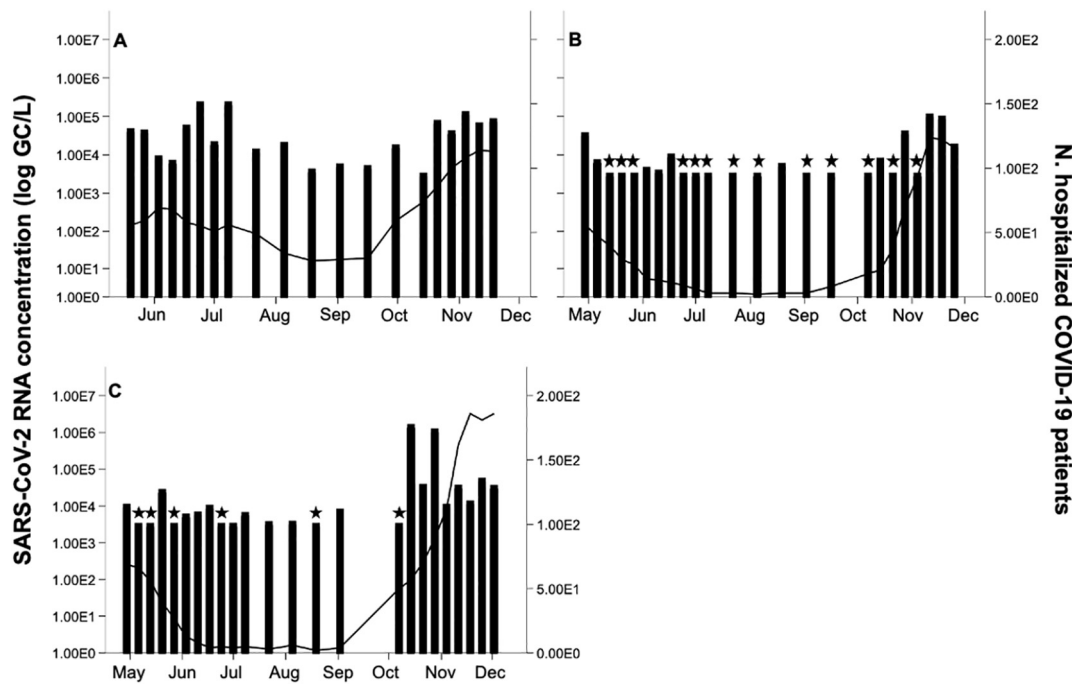 A
1.00E7
1.00E6
1.00E5
1.00E4
1.00E3
1.00E2
1.00E1
1.00E0
Jun Jul Aug Sep Oct Nov Dec
B
2.00E2
1.50E2
1.00E2
5.00E1
0.00E0
May Jun Jul Aug Sep Oct Nov Dec
C
1.00E7
1.00E6
1.00E5
1.00E4
1.00E3
1.00E2
1.00E1
1.00E0
2.00E2
1.50E2
1.00E2
5.00E1
0.00E0
May Jun Jul Aug Sep Oct Nov Dec
SARS-CoV-2 RNA concentration (log GC/L)
N. hospitalized COVID-19 patients